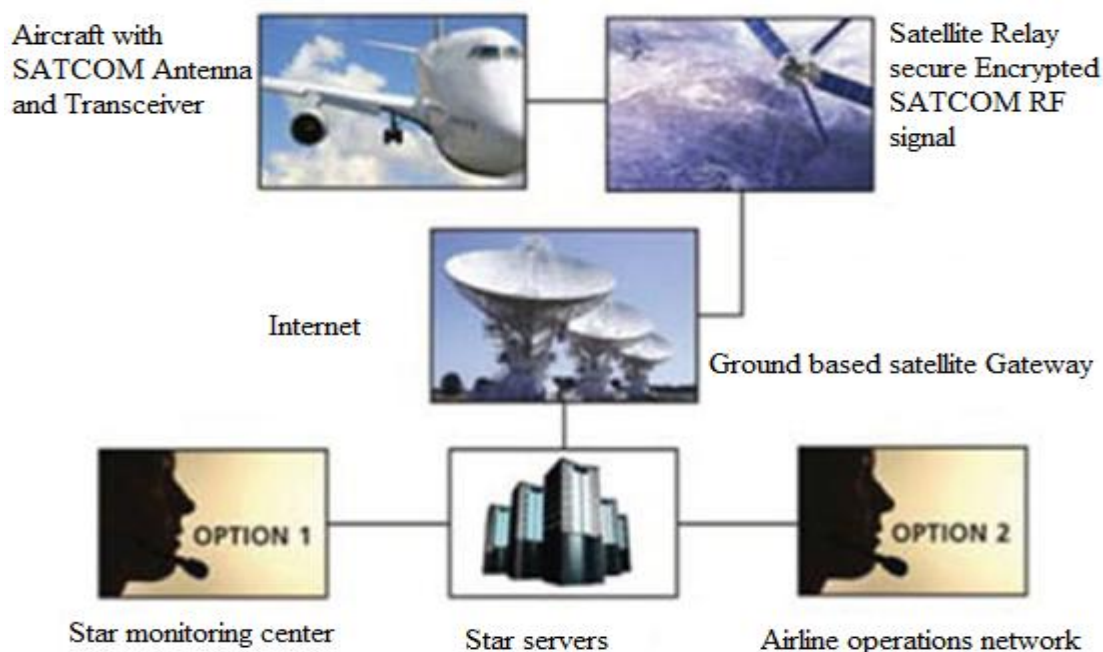 Aircraft with
SATCOM Antenna
and Transceiver
Satellite Relay
secure Encrypted
SATCOM RF
signal
Internet
Ground based satellite Gateway
OPTION 1
OPTION 2
Star monitoring center
Star servers
Airline operations network